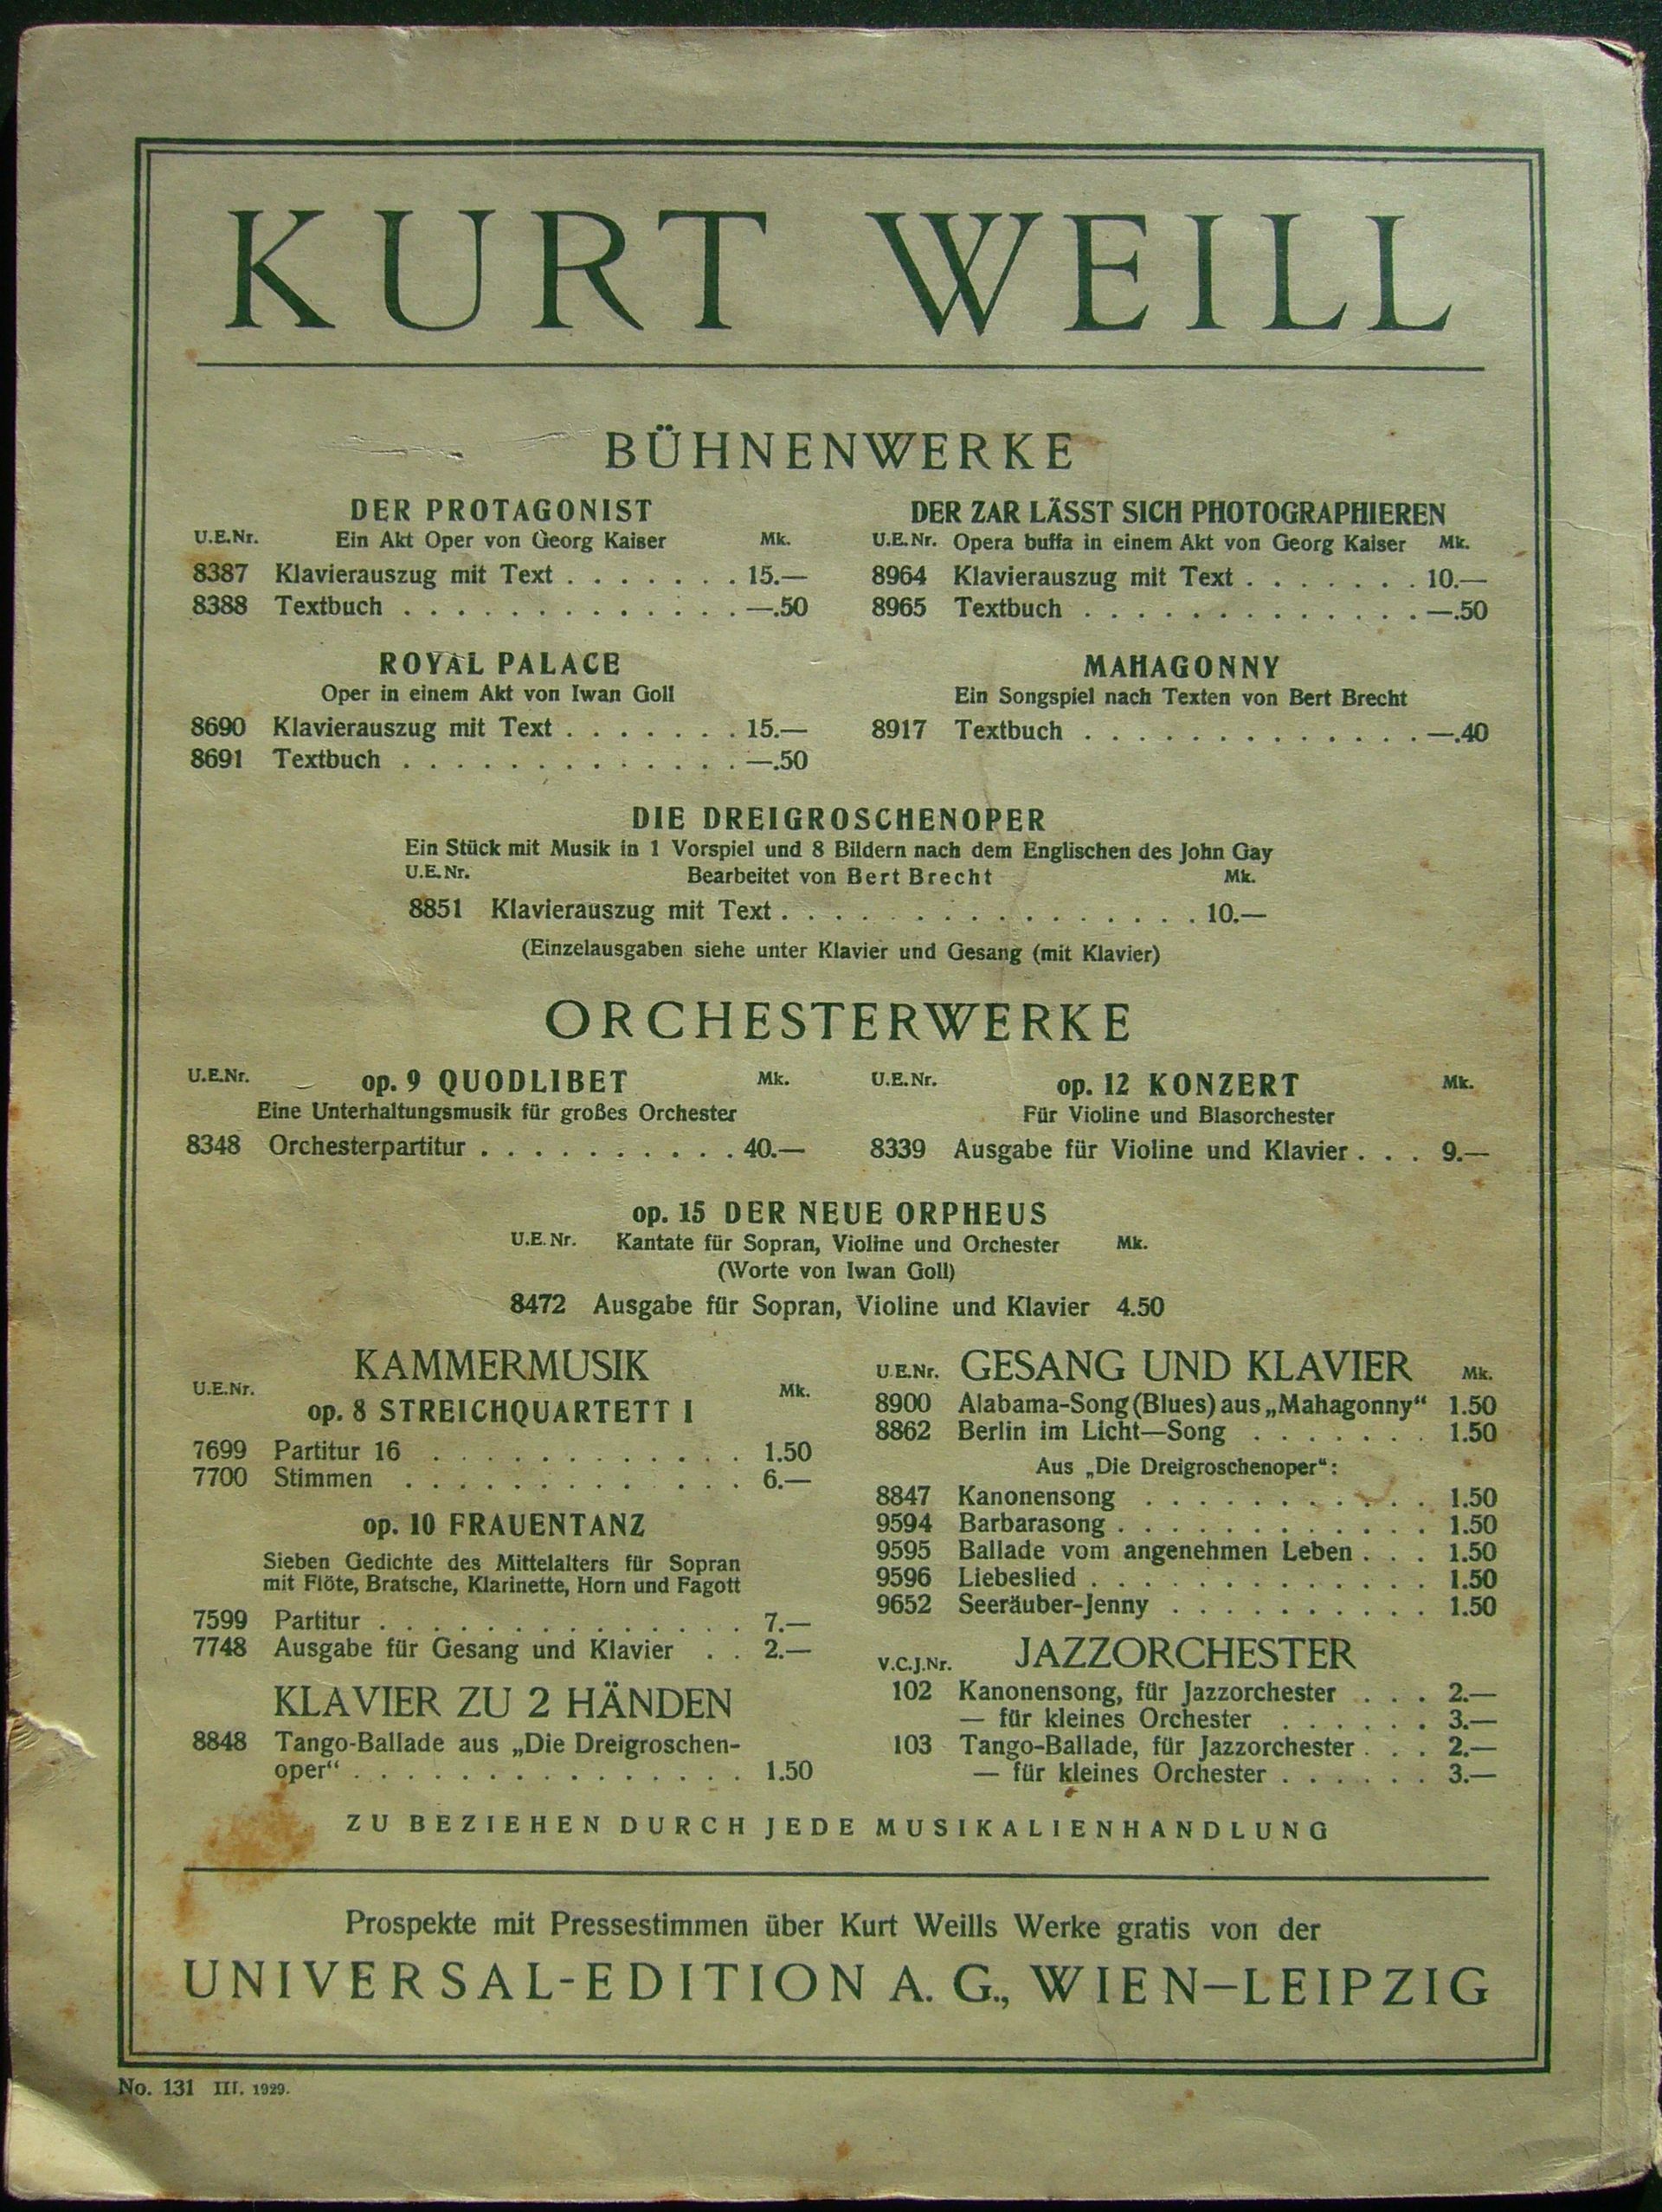 KURT WEILL
BÜHNENWERKE
DER PROTAGONIST
U.E.Nr. Ein Akt Oper von Georg Kaiser Mk.
8387 Klavierauszug mit Text . . . . . . . 15.—
8388 Textbuch . . . . . . . . . . . . . —.50
ROYAL PALACE
Oper in einem Akt von Iwan Goll
8690 Klavierauszug mit Text . . . . . . . 15.—
8691 Textbuch . . . . . . . . . . . . . —.50
DER ZAR LÄSST SICH PHOTOGRAPHIEREN
U.E.Nr. Opera buffa in einem Akt von Georg Kaiser Mk.
8964 Klavierauszug mit Text . . . . . . . 10.—
8965 Textbuch . . . . . . . . . . . . . —.50
MAHAGONNY
Ein Songspiel nach Texten von Bert Brecht
8917 Textbuch . . . . . . . . . . . . . —.40
DIE DREIGROSCHENOPER
Ein Stück mit Musik in 1 Vorspiel und 8 Bildern nach dem Englischen des John Gay
U.E.Nr. Bearbeitet von Bert Brecht Mk.
8851 Klavierauszug mit Text . . . . . . . . . . . . . . . . 10.—
(Einzelausgaben siehe unter Klavier und Gesang (mit Klavier)
ORCHESTERWERKE
U.E.Nr. op. 9 QUODLIBET Mk.
Eine Unterhaltungsmusik für großes Orchester
8348 Orchesterpartitur . . . . . . . . . . 40.—
U.E.Nr. op. 12 KONZERT Mk.
Für Violine und Blasorchester
8339 Ausgabe für Violine und Klavier . . . 9.—
op. 15 DER NEUE ORPHEUS
U.E.Nr. Kantate für Sopran, Violine und Orchester Mk.
(Worte von Iwan Goll)
8472 Ausgabe für Sopran, Violine und Klavier 4.50
KAMMERMUSIK
U.E.Nr. Mk.
op. 8 STREICHQUARTETT I
7699 Partitur 16 . . . . . . . . . . . . 1.50
7700 Stimmen . . . . . . . . . . . . . 6.—
op. 10 FRAUENTANZ
Sieben Gedichte des Mittelalters für Sopran
mit Flöte, Bratsche, Klarinette, Horn und Fagott
7599 Partitur . . . . . . . . . . . . . . 7.—
7748 Ausgabe für Gesang und Klavier . . 2.—
KLAVIER ZU 2 HÄNDEN
8848 Tango-Ballade aus „Die Dreigroschen-
oper“ . . . . . . . . . . . . . . . 1.50
U.E.Nr. GESANG UND KLAVIER Mk.
8900 Alabama-Song (Blues) aus „Mahagonny“ 1.50
8862 Berlin im Licht—Song . . . . . . . 1.50
Aus „Die Dreigroschenoper“:
8847 Kanonensong . . . . . . . . . . . 1.50
9594 Barbarasong . . . . . . . . . . . . 1.50
9595 Ballade vom angenehmen Leben . . . 1.50
9596 Liebeslied . . . . . . . . . . . . . 1.50
9652 Seeräuber-Jenny . . . . . . . . . . 1.50
V.C.J.Nr. JAZZORCHESTER
102 Kanonensong, für Jazzorchester . . . 2.—
— für kleines Orchester . . . . . . 3.—
103 Tango-Ballade, für Jazzorchester . . . 2.—
— für kleines Orchester . . . . . . 3.—
ZU BEZIEHEN DURCH JEDE MUSIKALIENHANDLUNG
Prospekte mit Pressestimmen über Kurt Weills Werke gratis von der
UNIVERSAL-EDITION A. G., WIEN—LEIPZIG
No. 131 III. 1929.